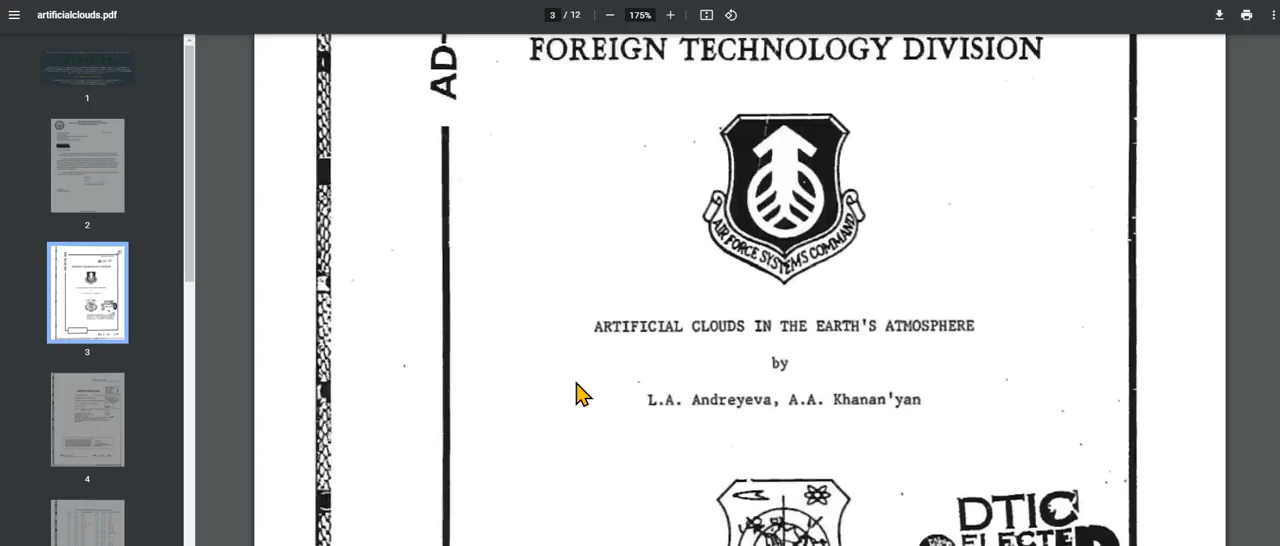 artificialclouds.pdf
3 / 12
175%
1
2
3
4
AD-
FOREIGN TECHNOLOGY DIVISION
AIR FORCE SYSTEMS COMMAND
ARTIFICIAL CLOUDS IN THE EARTH'S ATMOSPHERE
by
L.A. Andreyeva, A.A. Khanan'yan
DTIC
ELECTE